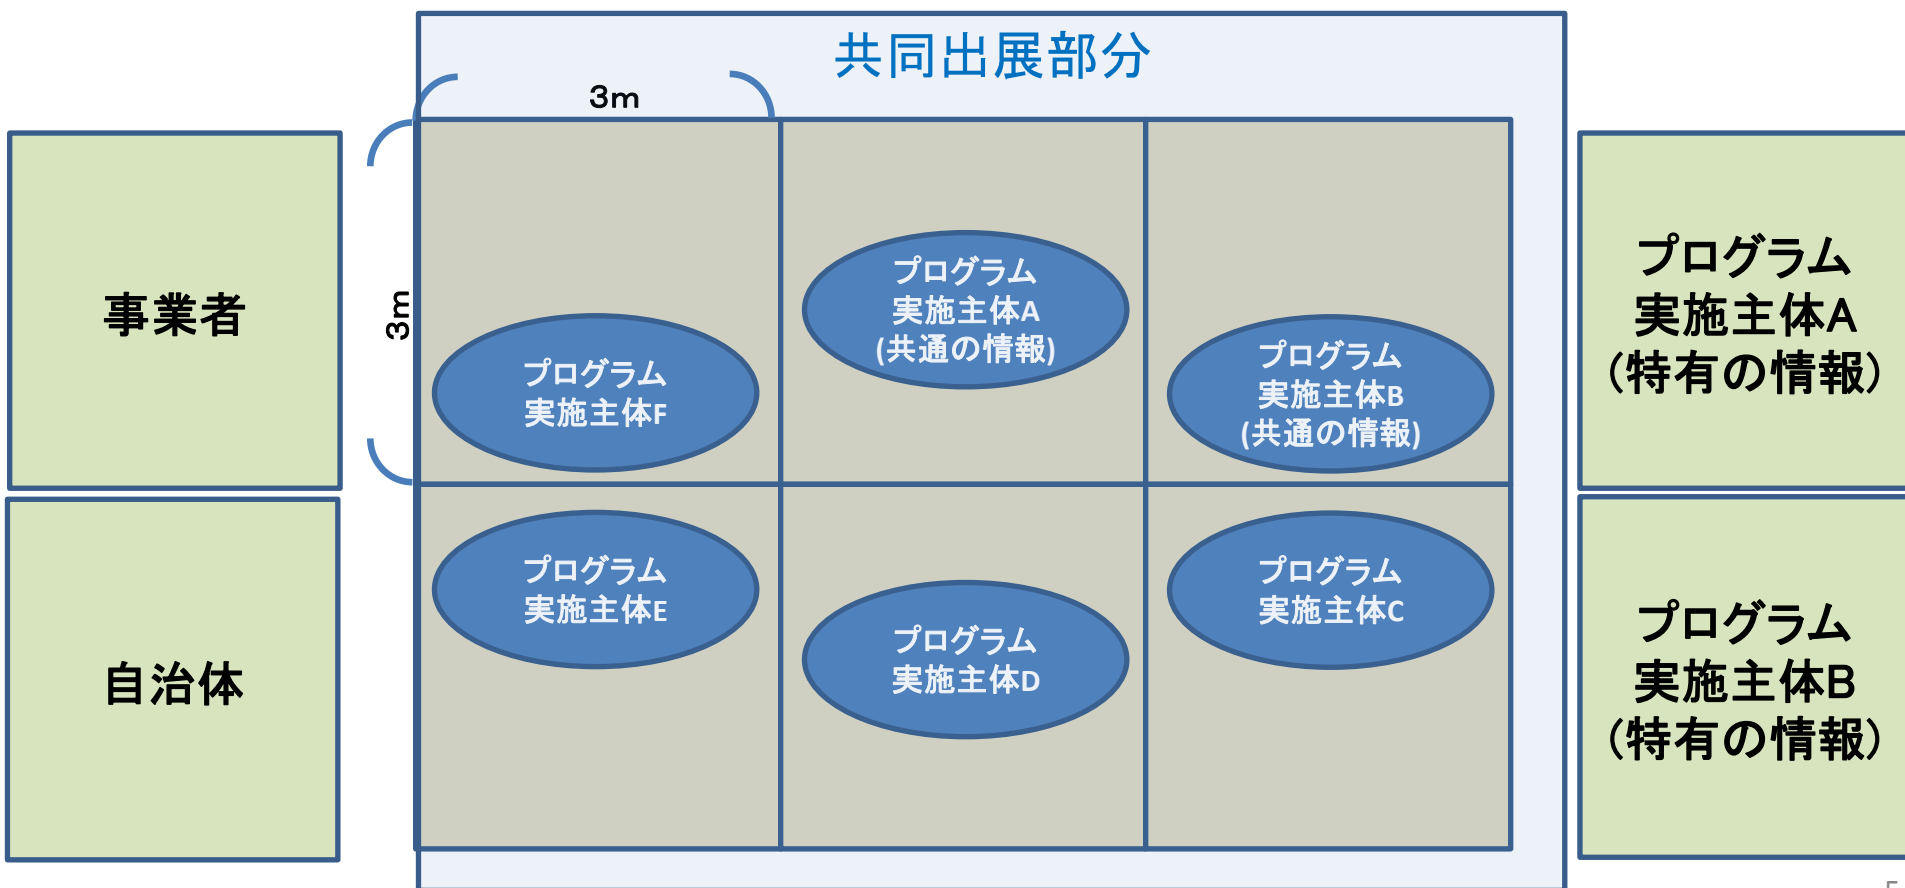 共同出展部分
3m
3m
事業者
自治体
プログラム
実施主体F
プログラム
実施主体A
(共通の情報)
プログラム
実施主体B
(共通の情報)
プログラム
実施主体E
プログラム
実施主体D
プログラム
実施主体C
プログラム
実施主体A
(特有の情報)
プログラム
実施主体B
(特有の情報)